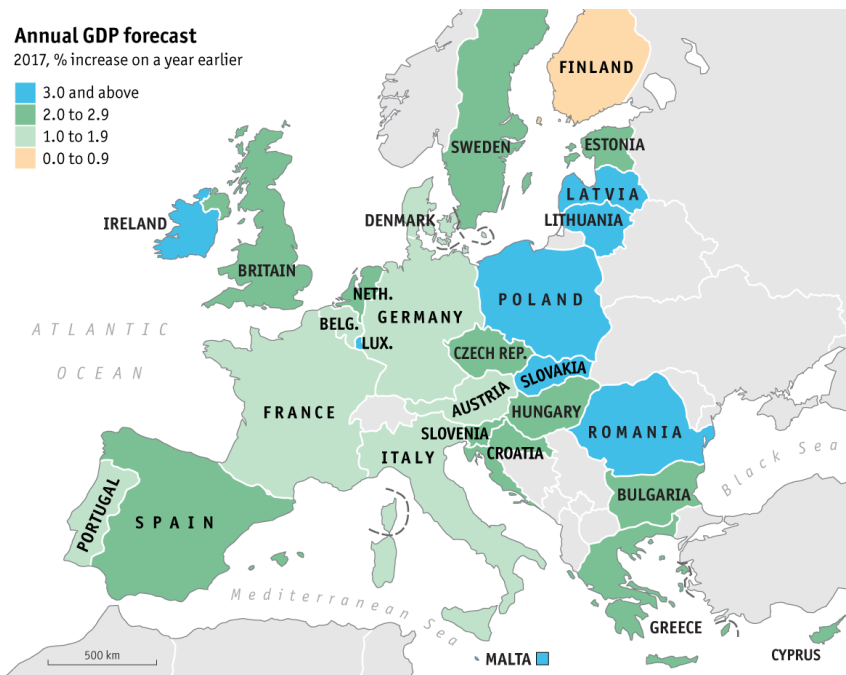 Annual GDP forecast
2017, % increase on a year earlier
3.0 and above
2.0 to 2.9
1.0 to 1.9
0.0 to 0.9
FINLAND
SWEDEN
ESTONIA
LATVIA
LITHUANIA
DENMARK
IRELAND
BRITAIN
NETH.
BELG.
GERMANY
POLAND
LUX.
CZECH REP.
SLOVAKIA
ATLANTIC
OCEAN
FRANCE
AUSTRIA
HUNGARY
SLOVENIA
ROMANIA
CROATIA
ITALY
Black Sea
PORTUGAL
SPAIN
BULGARIA
Mediterranean Sea
GREECE
CYPRUS
MALTA
500 km